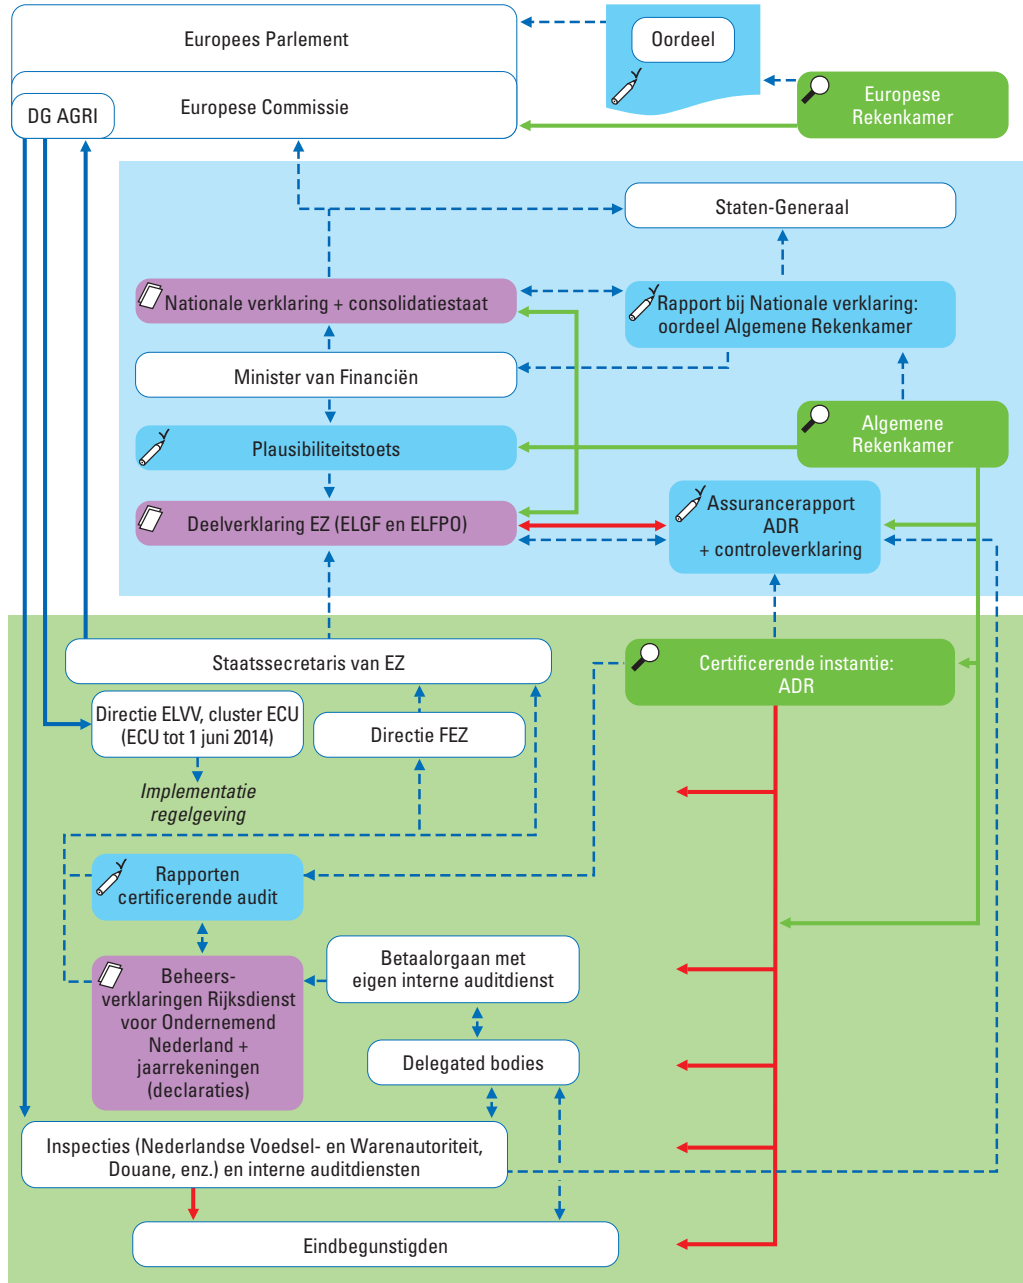 Europees Parlement
Oordeel
Europese Commissie
DG AGRI
Europese
Rekenkamer
Staten-Generaal
Nationale verklaring + consolidatiestaat
Rapport bij Nationale verklaring:
oordeel Algemene Rekenkamer
Minister van Financiën
Algemene
Rekenkamer
Plausibiliteitstoets
Deelverklaring EZ (ELGF en ELFPO)
Assurancerapport
ADR
+ controleverklaring
Staatssecretaris van EZ
Certificerende instantie:
ADR
Directie ELVV, cluster ECU
(ECU tot 1 juni 2014)
Directie FEZ
Implementatie
regelgeving
Rapporten
certificerende audit
Betaalorgaan met
eigen interne auditdienst
Beheers-
verklaringen Rijksdienst
voor Ondernemend
Nederland +
jaarrekeningen
(declaraties)
Delegated bodies
Inspecties (Nederlandse Voedsel- en Warenautoriteit,
Douane, enz.) en interne auditdiensten
Eindbegunstigden